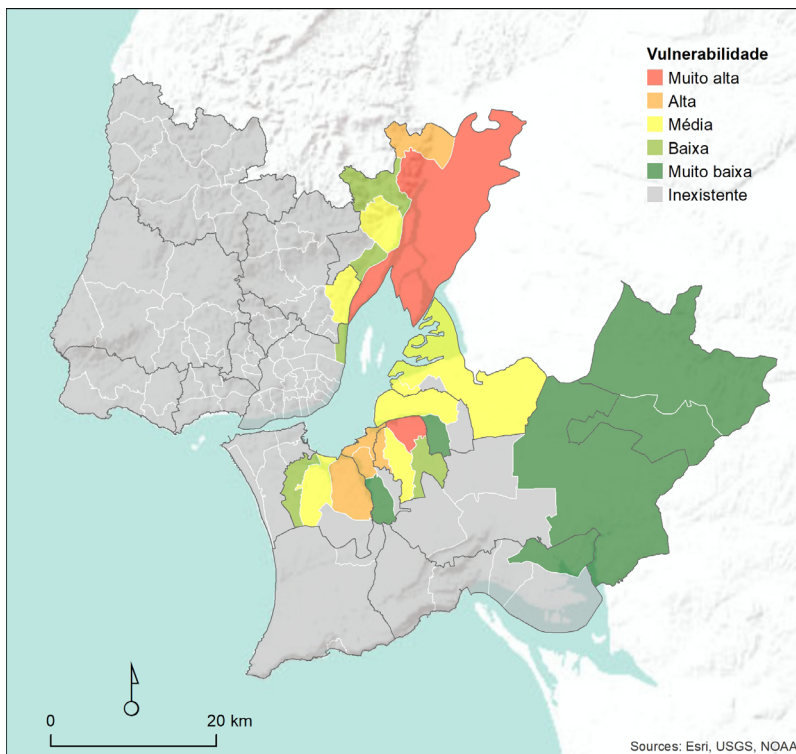 Vulnerabilidade
Muito alta
Alta
Média
Baixa
Muito baixa
Inexistente
0
20 km
Sources: Esri, USGS, NOAA